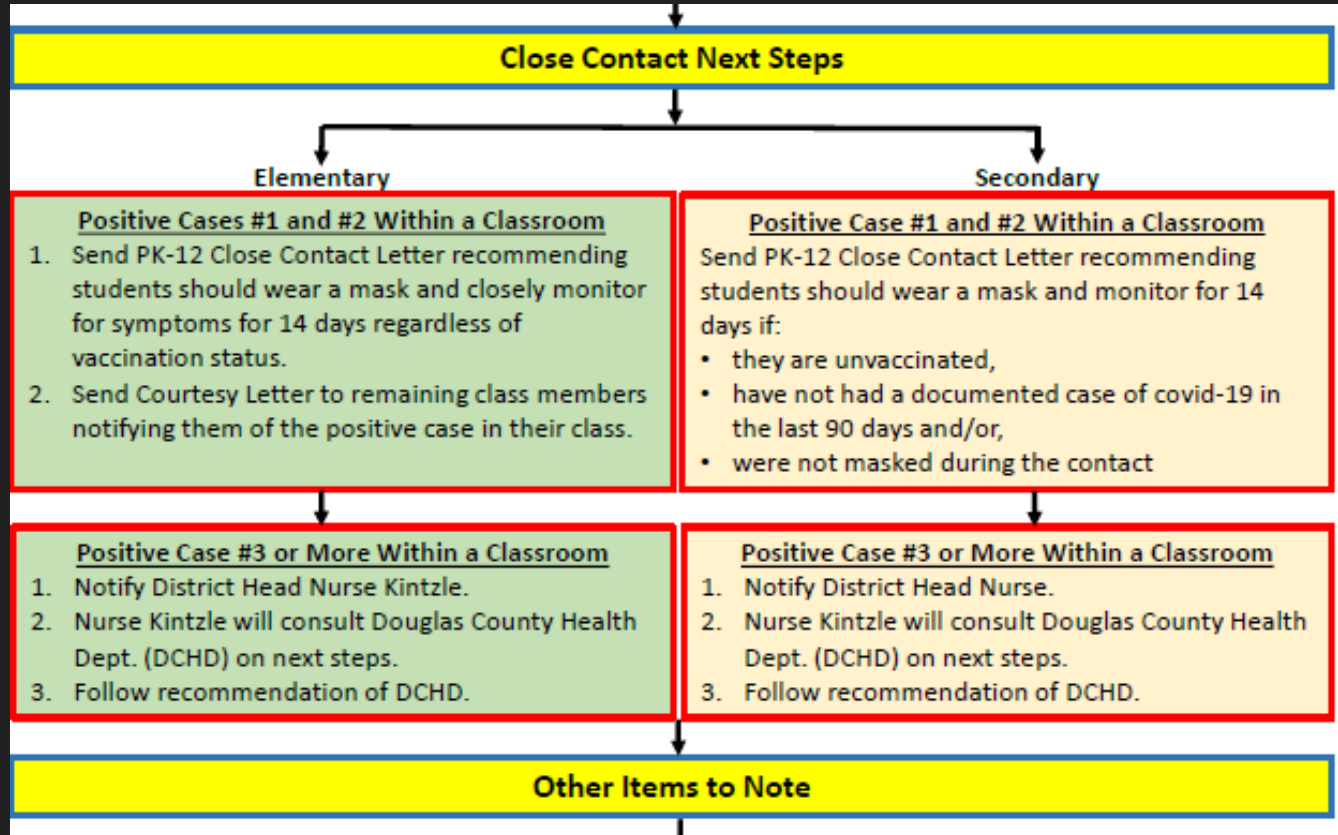 Close Contact Next Steps
Elementary
Positive Cases #1 and #2 Within a Classroom
1. Send PK-12 Close Contact Letter recommending
students should wear a mask and closely monitor
for symptoms for 14 days regardless of
vaccination status.
2. Send Courtesy Letter to remaining class members
notifying them of the positive case in their class.
Secondary
Positive Case #1 and #2 Within a Classroom
Send PK-12 Close Contact Letter recommending
students should wear a mask and monitor for 14
days if:
• they are unvaccinated,
• have not had a documented case of covid-19 in
the last 90 days and/or,
• were not masked during the contact
Positive Case #3 or More Within a Classroom
1. Notify District Head Nurse Kintzle.
2. Nurse Kintzle will consult Douglas County Health
Dept. (DCHD) on next steps.
3. Follow recommendation of DCHD.
Positive Case #3 or More Within a Classroom
1. Notify District Head Nurse.
2. Nurse Kintzle will consult Douglas County Health
Dept. (DCHD) on next steps.
3. Follow recommendation of DCHD.
Other Items to Note